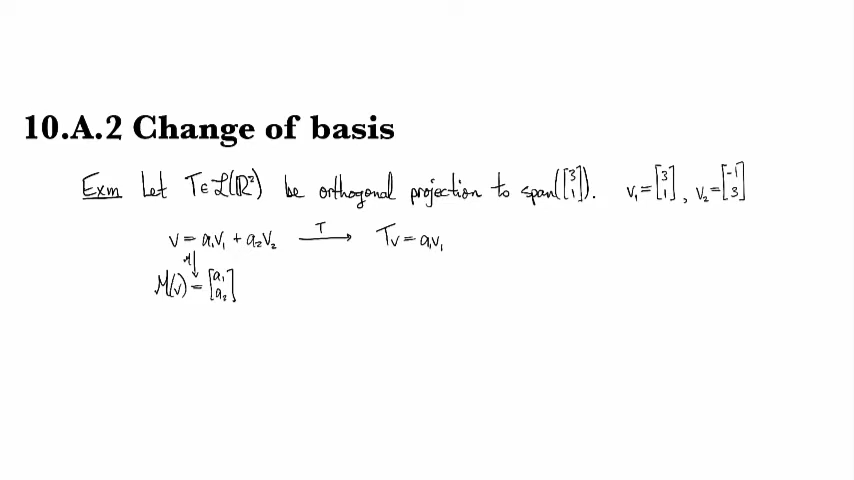 10.A.2 Change of basis
Exm Let T∈ℒ(ℝ²) be orthogonal projection to span([3 1]). v₁=[3 1], v₂=[-1 3]
v = a₁v₁ + a₂v₂ —T→ Tv = a₁v₁
ℳ↓
ℳ(v) = [a₁ a₂]